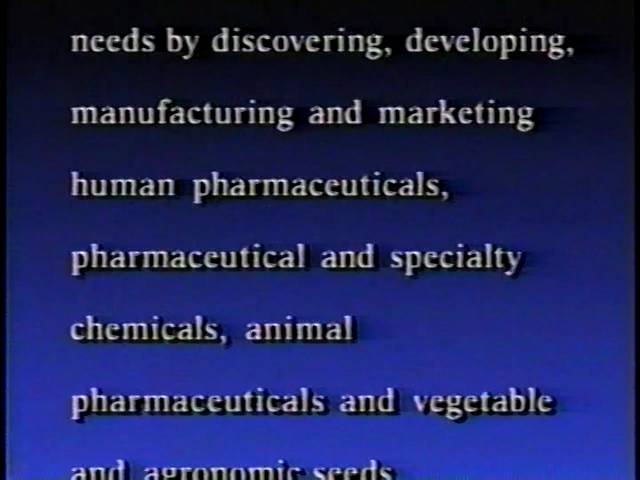 needs by discovering, developing,
manufacturing and marketing
human pharmaceuticals,
pharmaceutical and specialty
chemicals, animal
pharmaceuticals and vegetable
and agronomic seeds